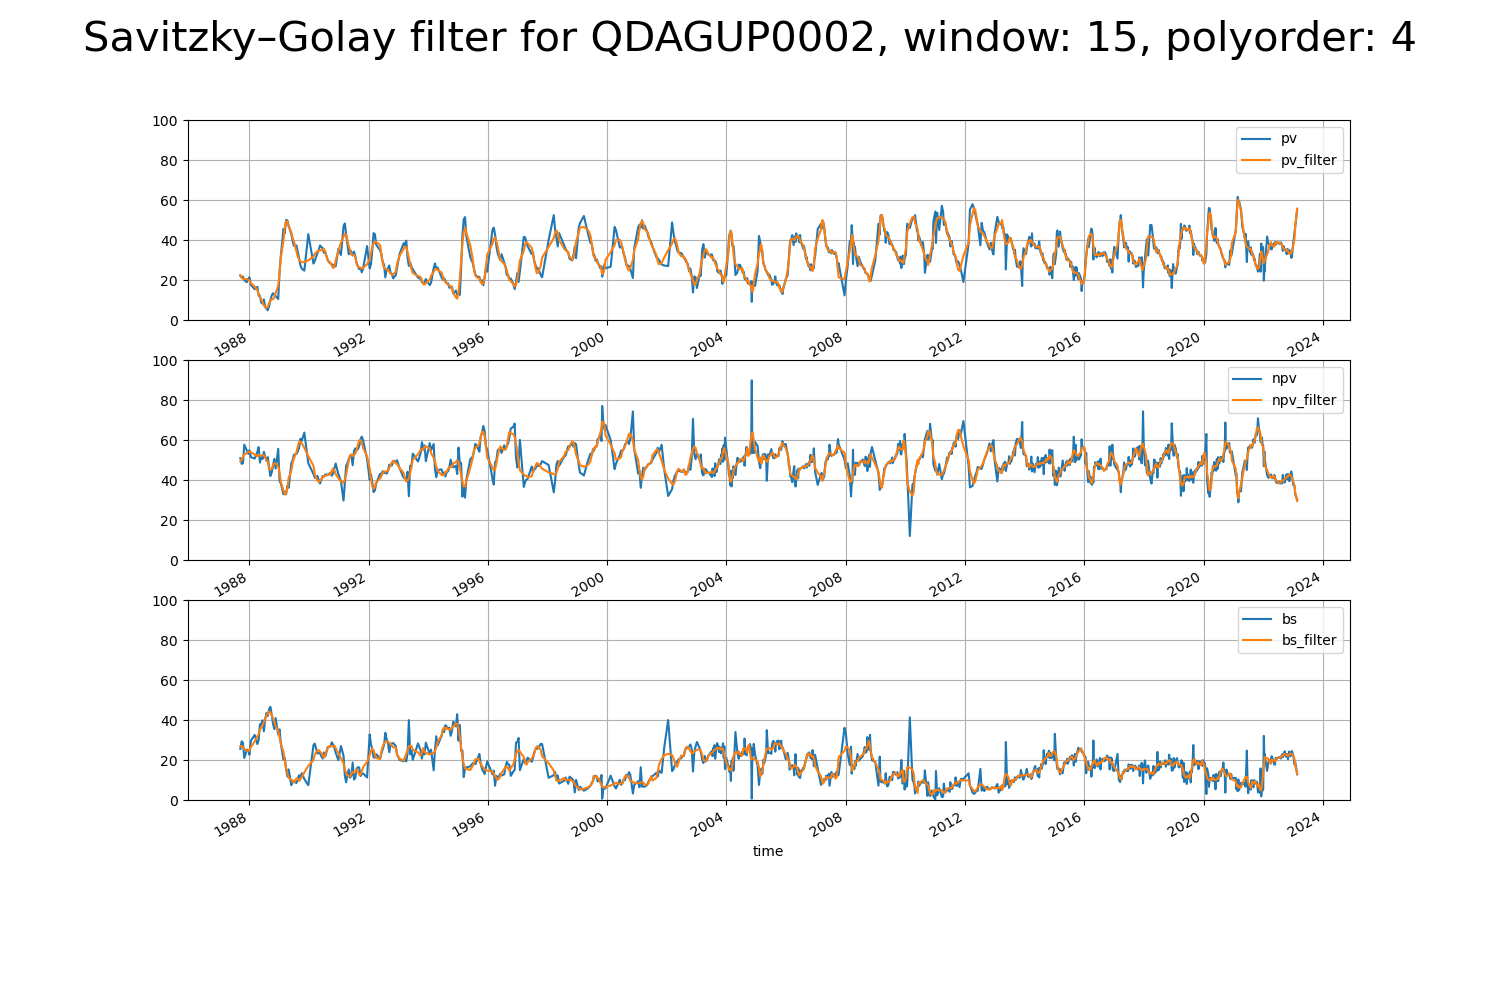 Savitzky–Golay filter for QDAGUP0002, window: 15, polyorder: 4
100
80
60
40
20
0
pv
pv_filter
1988 1992 1996 2000 2004 2008 2012 2016 2020 2024
100
80
60
40
20
0
npv
npv_filter
1988 1992 1996 2000 2004 2008 2012 2016 2020 2024
100
80
60
40
20
0
bs
bs_filter
1988 1992 1996 2000 2004 2008 2012 2016 2020 2024
time